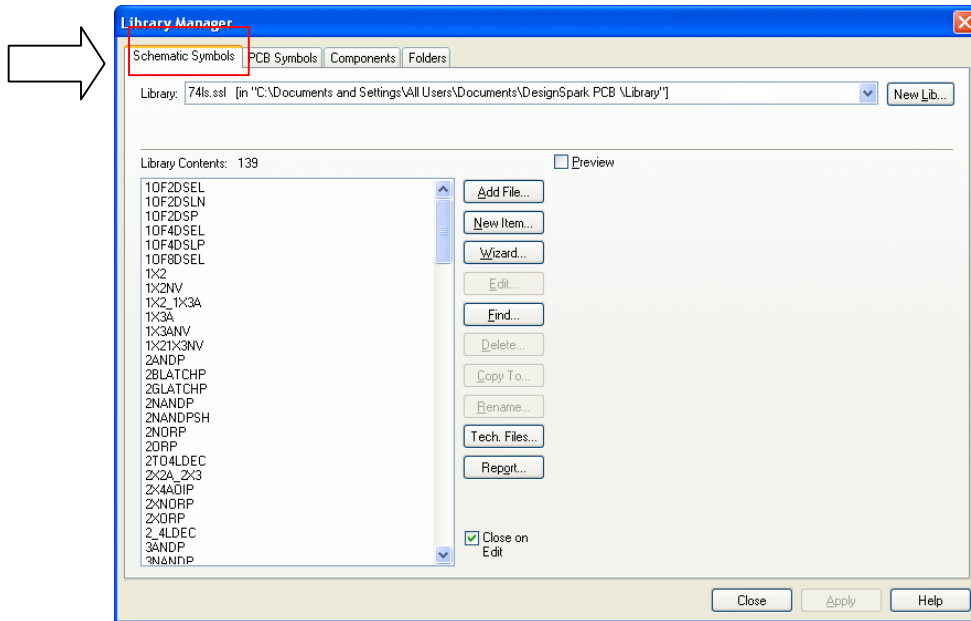 Library Manager
Schematic Symbols PCB Symbols Components Folders
Library: 74ls.ssl [in "C:\Documents and Settings\All Users\Documents\DesignSpark PCB \Library"] New Lib...
Library Contents: 139
Preview
1OF2DSEL
1OF2DSLN
1OF2DSP
1OF4DSEL
1OF4DSLP
1OF8DSEL
1X2
1X2NV
1X2_1X3A
1X3A
1X3ANV
1X21X3NV
2ANDP
2BLATCHP
2GLATCHP
2NANDP
2NANDPSH
2NORP
2ORP
2TO4LDEC
2X2A_2X3
2X4AOIP
2XNORP
2XORP
2_4LDEC
3ANDP
3NANDP
Add File...
New Item...
Wizard...
Edit...
Find...
Delete...
Copy To...
Rename...
Tech. Files...
Report...
Close on
Edit
Close Apply Help